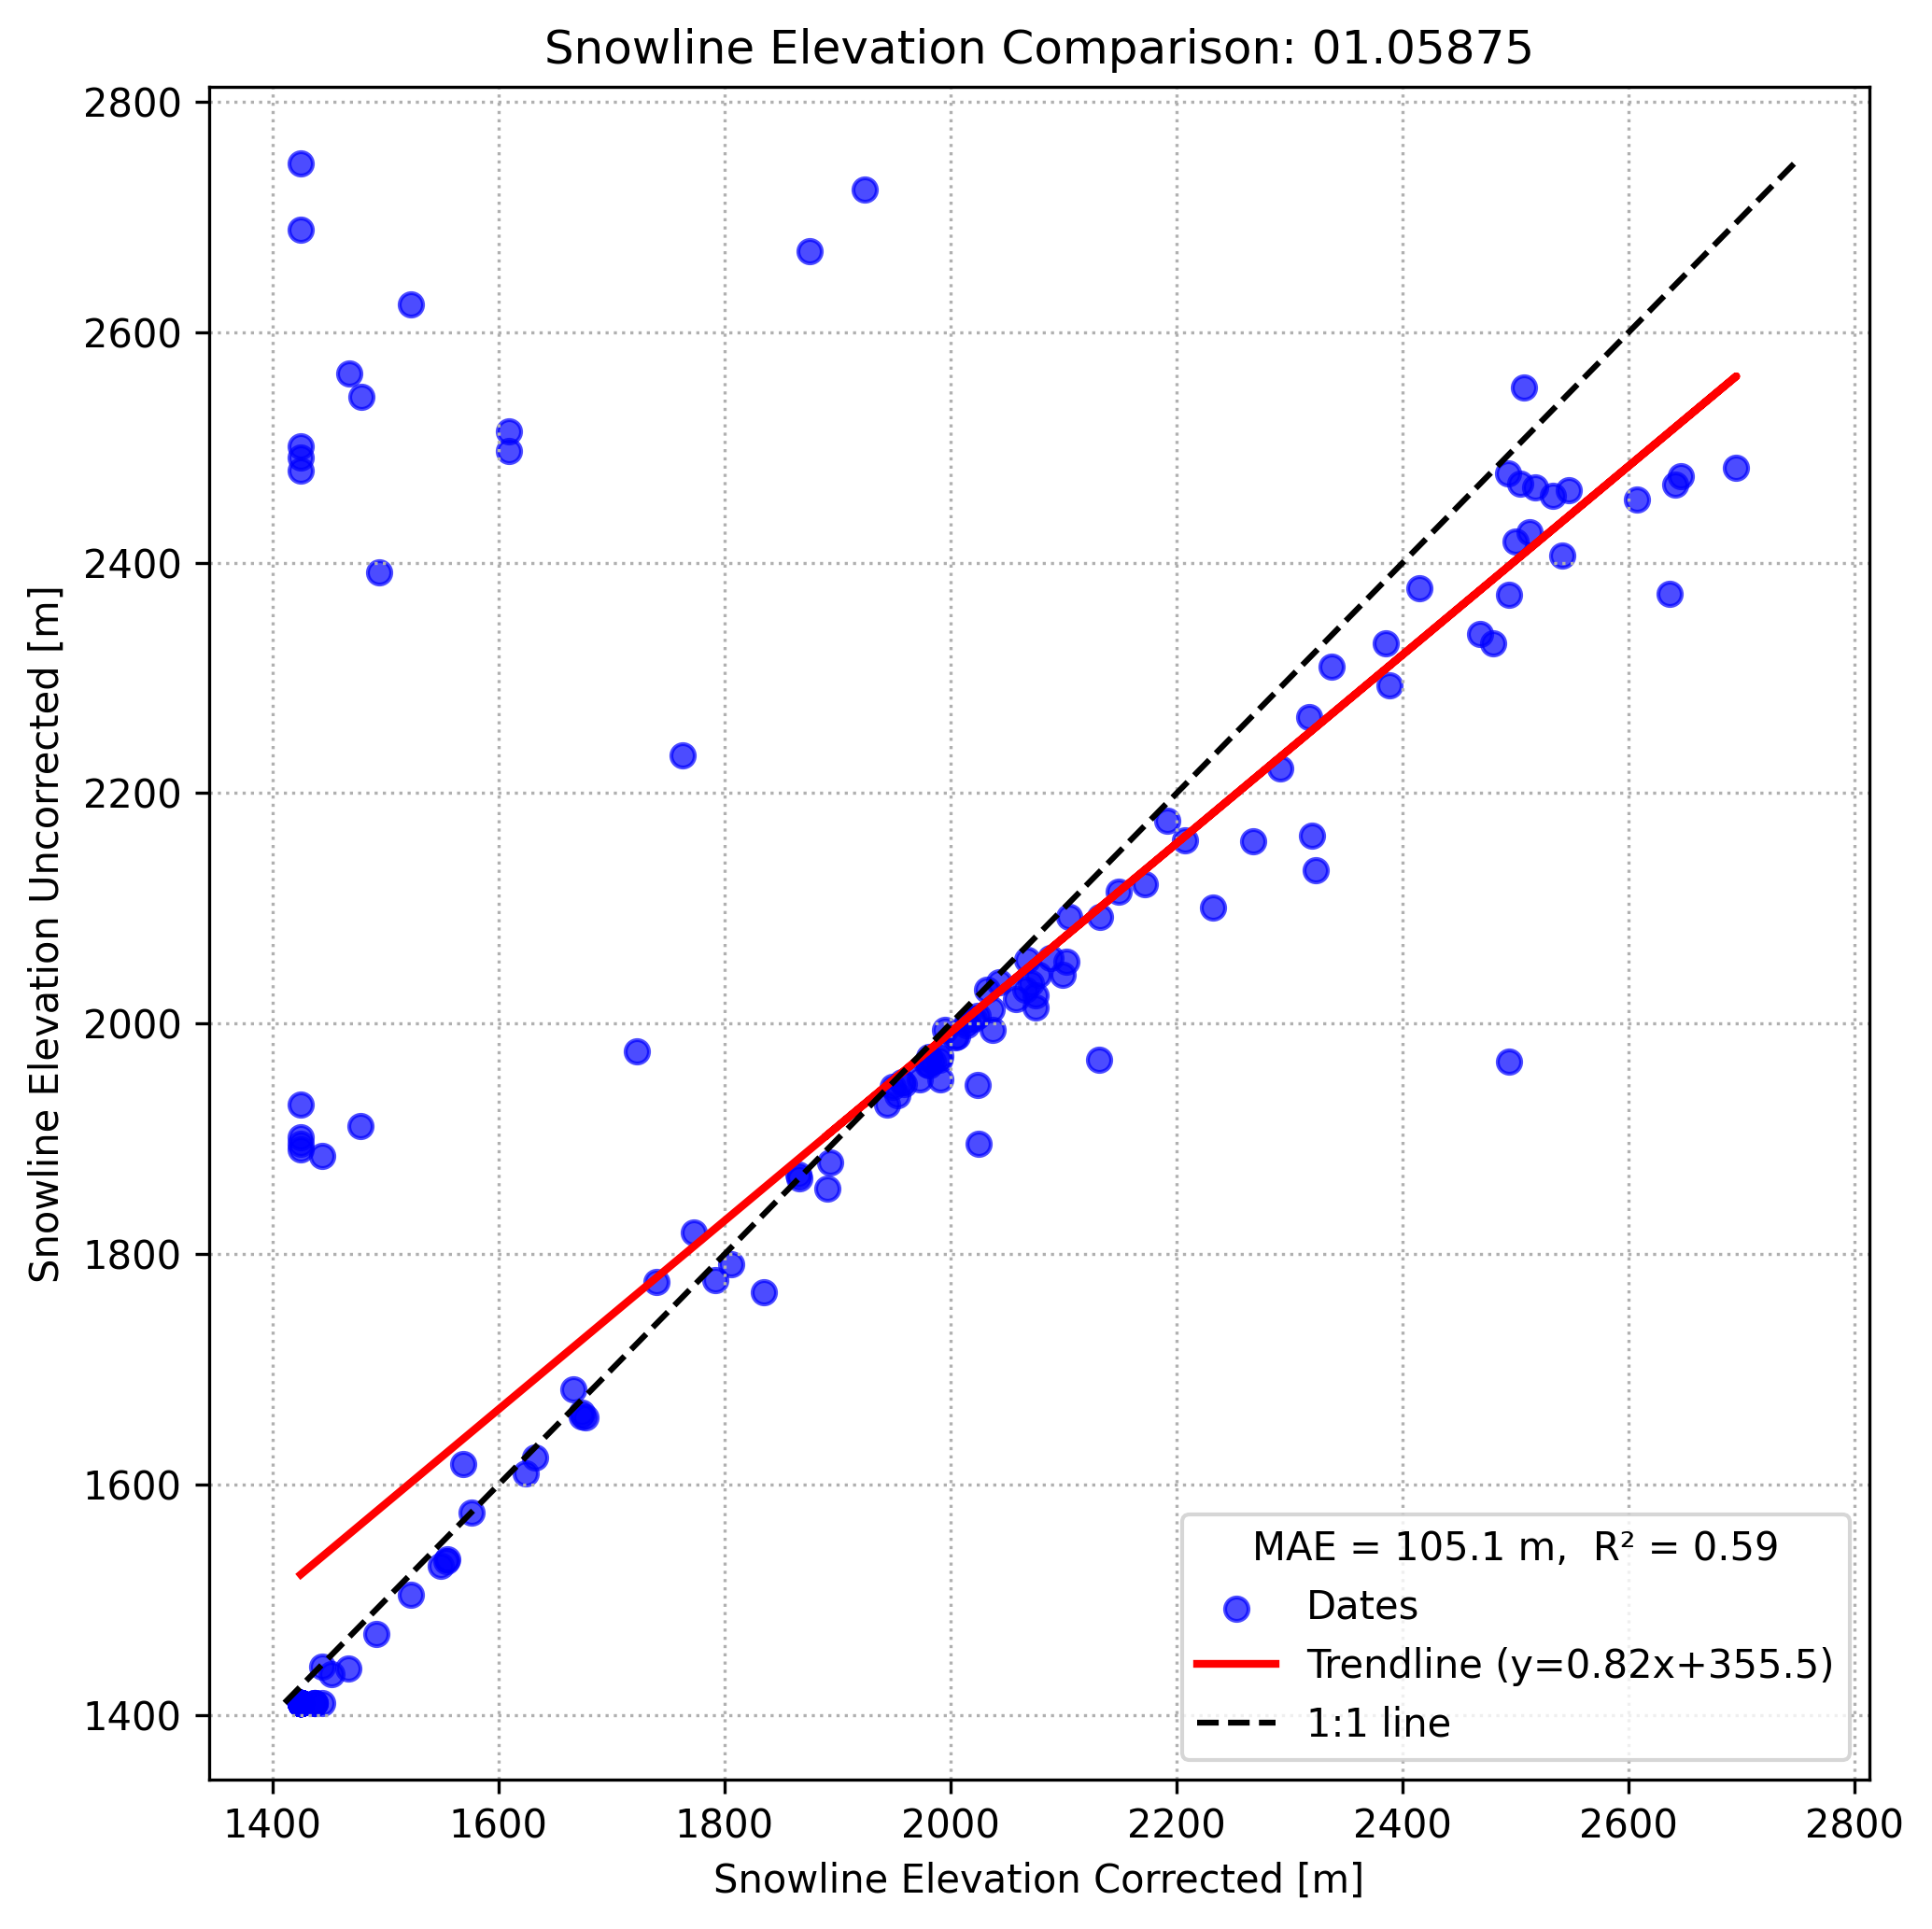 Snowline Elevation Comparison: 01.05875
2800
2600
2400
2200
2000
1800
1600
1400
Snowline Elevation Uncorrected [m]
MAE = 105.1 m, R² = 0.59
Dates
Trendline (y=0.82x+355.5)
1:1 line
1400 1600 1800 2000 2200 2400 2600 2800
Snowline Elevation Corrected [m]